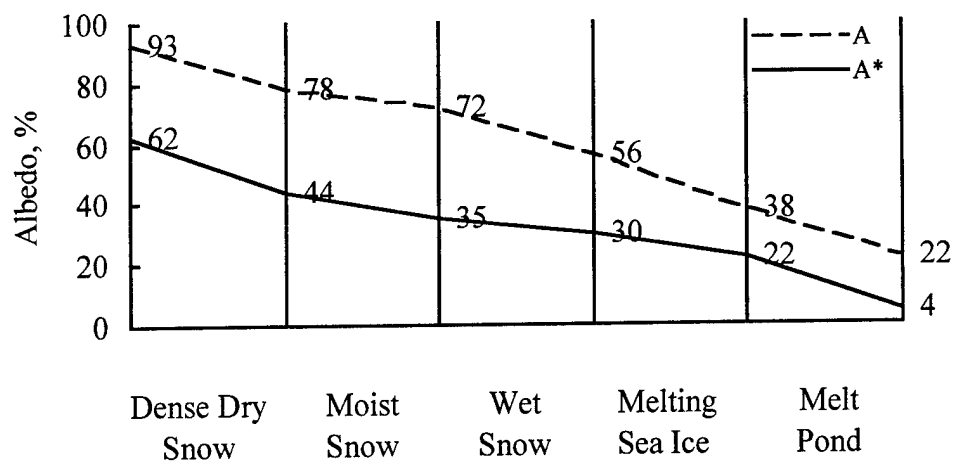 100
80
60
40
20
0
Albedo, %
A
A*
93
78
72
56
38
22
62
44
35
30
22
4
Dense Dry
Snow
Moist
Snow
Wet
Snow
Melting
Sea Ice
Melt
Pond